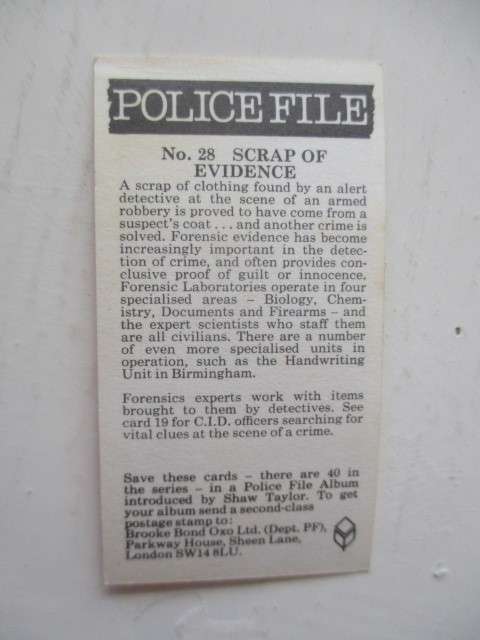 POLICE FILE
No. 28 SCRAP OF
EVIDENCE
A scrap of clothing found by an alert
detective at the scene of an armed
robbery is proved to have come from a
suspect's coat . . . and another crime is
solved. Forensic evidence has become
increasingly important in the detec-
tion of crime, and often provides con-
clusive proof of guilt or innocence.
Forensic Laboratories operate in four
specialised areas – Biology, Chem-
istry, Documents and Firearms – and
the expert scientists who staff them
are all civilians. There are a number
of even more specialised units in
operation, such as the Handwriting
Unit in Birmingham.
Forensics experts work with items
brought to them by detectives. See
card 19 for C.I.D. officers searching for
vital clues at the scene of a crime.
Save these cards – there are 40 in
the series – in a Police File Album
introduced by Shaw Taylor. To get
your album send a second-class
postage stamp to:
Brooke Bond Oxo Ltd. (Dept. PF),
Parkway House, Sheen Lane,
London SW14 8LU.